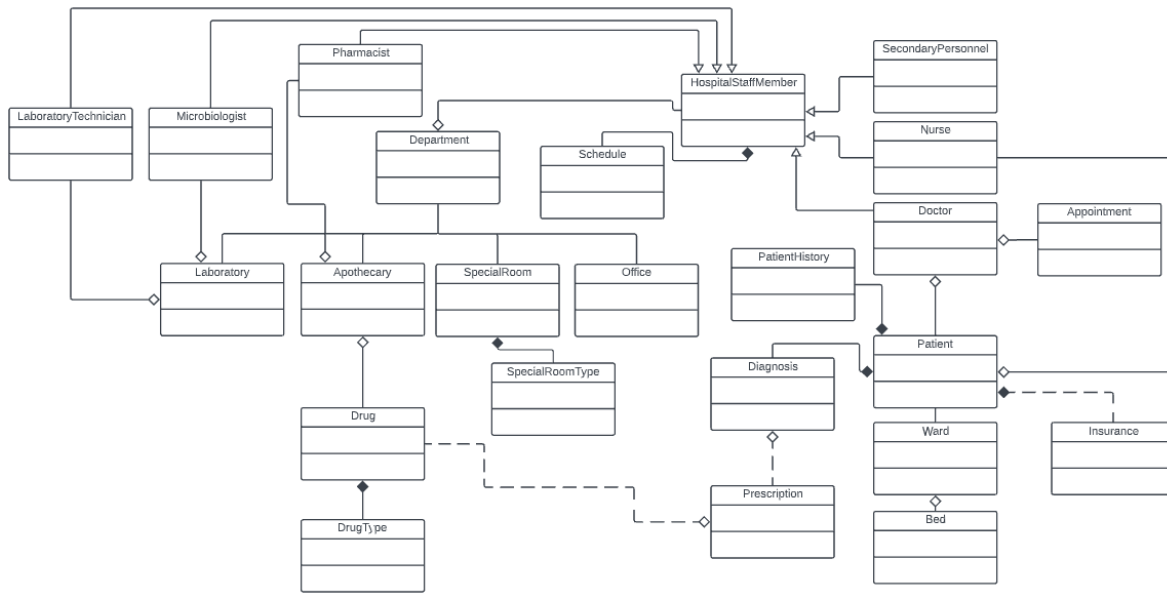 SecondaryPersonnel
Pharmacist
HospitalStaffMember
LaboratoryTechnician
Microbiologist
Nurse
Department
Schedule
Doctor
Appointment
PatientHistory
Laboratory
Apothecary
SpecialRoom
Office
Patient
Diagnosis
SpecialRoomType
Drug
Ward
Insurance
Prescription
Bed
DrugType